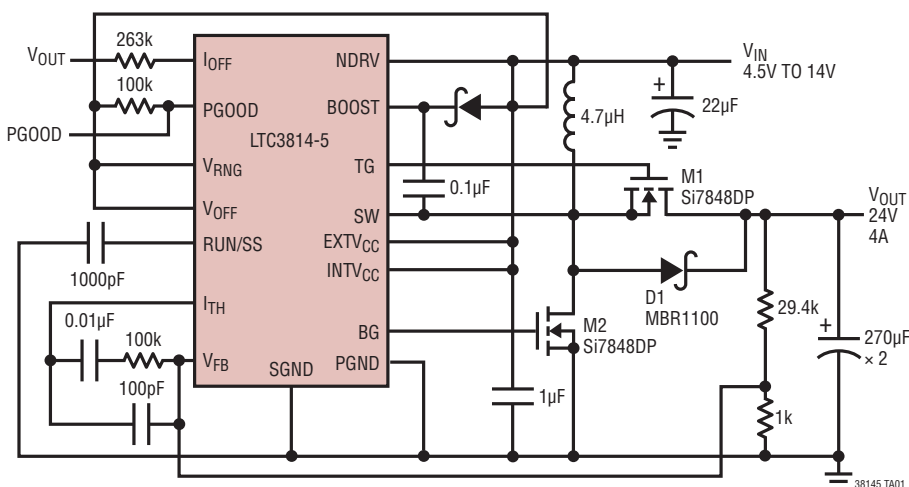 VOUT
263k
100k
PGOOD
IOFF
PGOOD
VRNG
VOFF
RUN/SS
ITH
VFB
SGND
LTC3814-5
NDRV
BOOST
TG
SW
EXTVCC
INTVCC
BG
PGND
1000pF
0.01µF
100k
100pF
0.1µF
4.7µH
+
22µF
VIN
4.5V TO 14V
M1
Si7848DP
VOUT
24V
4A
D1
MBR1100
M2
Si7848DP
1µF
29.4k
1k
+
270µF
× 2
38145 TA01